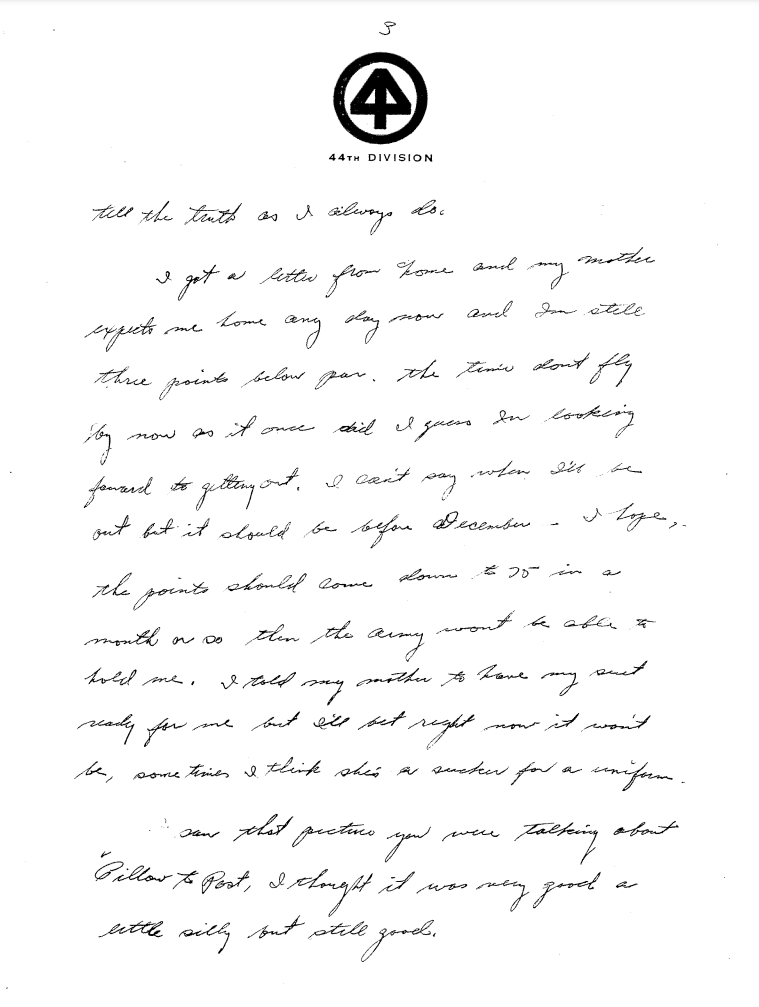 3
44TH DIVISION
tell the truth as I always do.
I got a letter from home and my mother
expects me home any day now and Im still
three points below par. the time dont fly
by now as it once did I guess Im looking
forward to getting out. I can't say when I'll be
out but it should be before December - I hope,
the points should come down to 75 in a
month or so then the army wont be able to
hold me. I told my mother to have my suit
ready for me but I'll bet right now it won't
be, sometimes I think she's a sucker for a uniform.
saw that picture you were talking about
"Pillow to Post, I thought it was very good a
little silly but still good.